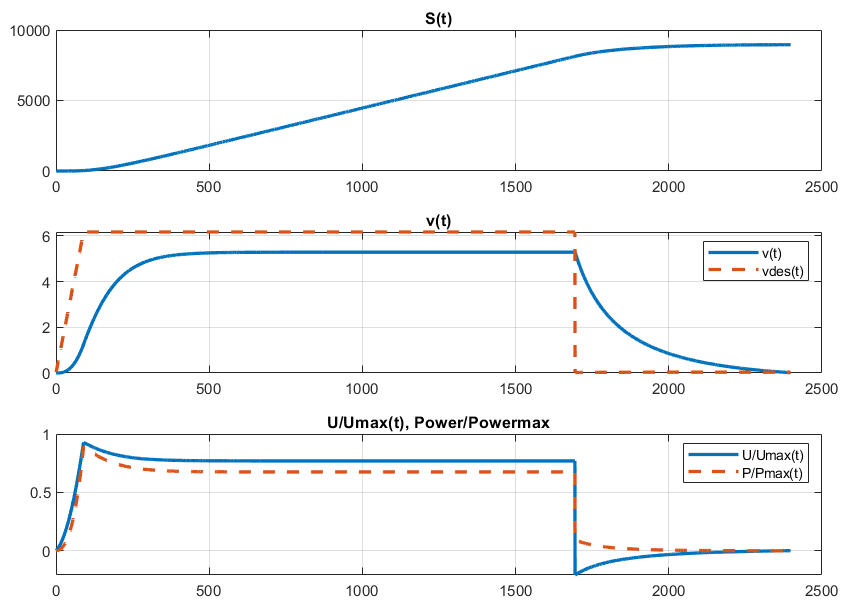 S(t)
10000
5000
0
0 500 1000 1500 2000 2500
v(t)
6
4
2
0
v(t)
vdes(t)
0 500 1000 1500 2000 2500
U/Umax(t), Power/Powermax
1
0.5
0
U/Umax(t)
P/Pmax(t)
0 500 1000 1500 2000 2500